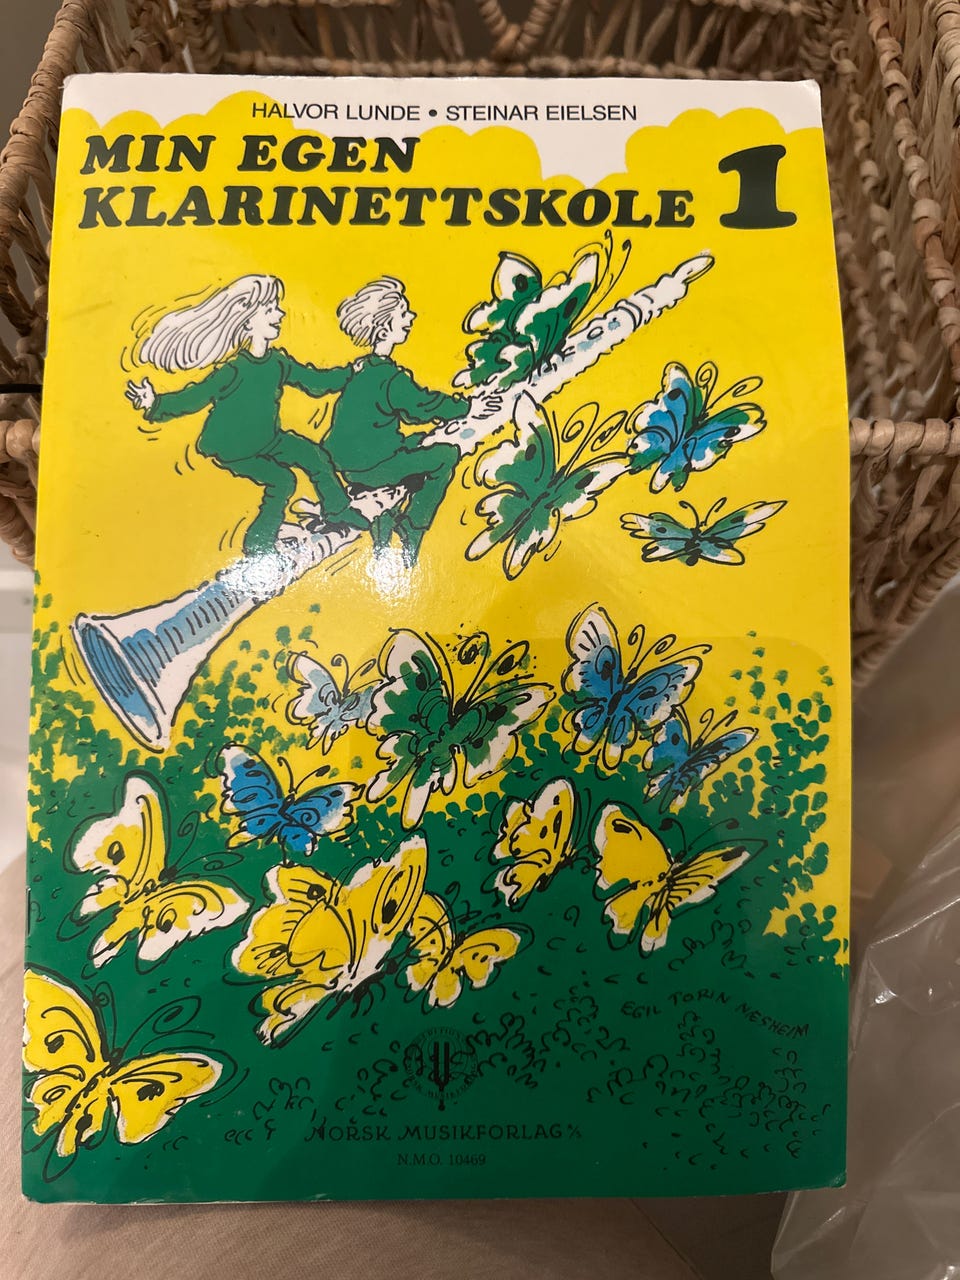 HALVOR LUNDE • STEINAR EIELSEN
MIN EGEN
KLARINETTSKOLE 1
EGIL TORIN NESHEIM
NORSK MUSIKFORLAG A/S
N.M.O. 10469